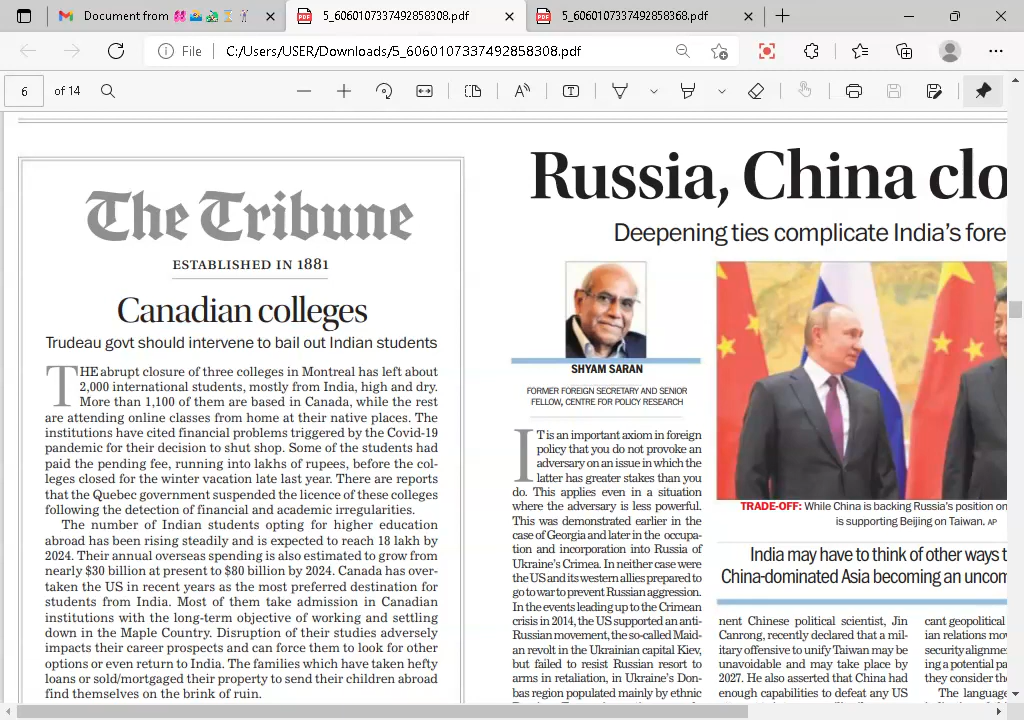 Document from
5_6060107337492858308.pdf
5_6060107337492858368.pdf
File
C:/Users/USER/Downloads/5_6060107337492858308.pdf
6
of 14
The Tribune
ESTABLISHED IN 1881
Canadian colleges
Trudeau govt should intervene to bail out Indian students
THE abrupt closure of three colleges in Montreal has left about
2,000 international students, mostly from India, high and dry.
More than 1,100 of them are based in Canada, while the rest
are attending online classes from home at their native places. The
institutions have cited financial problems triggered by the Covid-19
pandemic for their decision to shut shop. Some of the students had
paid the pending fee, running into lakhs of rupees, before the col-
leges closed for the winter vacation late last year. There are reports
that the Quebec government suspended the licence of these colleges
following the detection of financial and academic irregularities.
The number of Indian students opting for higher education
abroad has been rising steadily and is expected to reach 18 lakh by
2024. Their annual overseas spending is also estimated to grow from
nearly $30 billion at present to $80 billion by 2024. Canada has over-
taken the US in recent years as the most preferred destination for
students from India. Most of them take admission in Canadian
institutions with the long-term objective of working and settling
down in the Maple Country. Disruption of their studies adversely
impacts their career prospects and can force them to look for other
options or even return to India. The families which have taken hefty
loans or sold/mortgaged their property to send their children abroad
find themselves on the brink of ruin.
Russia, China clo
Deepening ties complicate India's fore
SHYAM SARAN
FORMER FOREIGN SECRETARY AND SENIOR
FELLOW, CENTRE FOR POLICY RESEARCH
IT is an important axiom in foreign
policy that you do not provoke an
adversary on an issue in which the
latter has greater stakes than you
do. This applies even in a situation
where the adversary is less powerful.
This was demonstrated earlier in the
case of Georgia and later in the occupa-
tion and incorporation into Russia of
Ukraine's Crimea. In neither case were
the US and its western allies prepared to
go to war to prevent Russian aggression.
In the events leading up to the Crimean
crisis in 2014, the US supported an anti-
Russian movement, the so-called Maid-
an revolt in the Ukrainian capital Kiev,
but failed to resist Russian resort to
arms in retaliation, in Ukraine's Don-
bas region populated mainly by ethnic
TRADE-OFF: While China is backing Russia's position on
is supporting Beijing on Taiwan. AP
India may have to think of other ways t
China-dominated Asia becoming an uncom
nent Chinese political scientist, Jin
Canrong, recently declared that a mil-
itary offensive to unify Taiwan may be
unavoidable and may take place by
2027. He also asserted that China had
enough capabilities to defeat any US
cant geopolitical
ian relations mov
security alignme
ing a potential pa
they consider the
The language